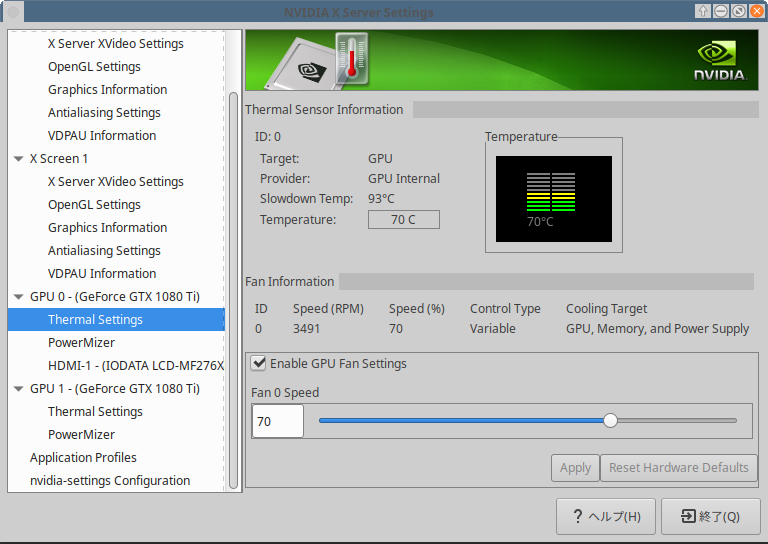 NVIDIA X Server Settings
X Server XVideo Settings
OpenGL Settings
Graphics Information
Antialiasing Settings
VDPAU Information
X Screen 1
X Server XVideo Settings
OpenGL Settings
Graphics Information
Antialiasing Settings
VDPAU Information
GPU 0 - (GeForce GTX 1080 Ti)
Thermal Settings
PowerMizer
HDMI-1 - (IODATA LCD-MF276X
GPU 1 - (GeForce GTX 1080 Ti)
Thermal Settings
PowerMizer
Application Profiles
nvidia-settings Configuration
NVIDIA.
Thermal Sensor Information
ID: 0
Target: GPU
Provider: GPU Internal
Slowdown Temp: 93°C
Temperature: 70 C
Temperature
70°C
Fan Information
ID Speed (RPM) Speed (%) Control Type Cooling Target
0 3491 70 Variable GPU, Memory, and Power Supply
Enable GPU Fan Settings
Fan 0 Speed
70
Apply Reset Hardware Defaults
ヘルプ(H) 終了(Q)